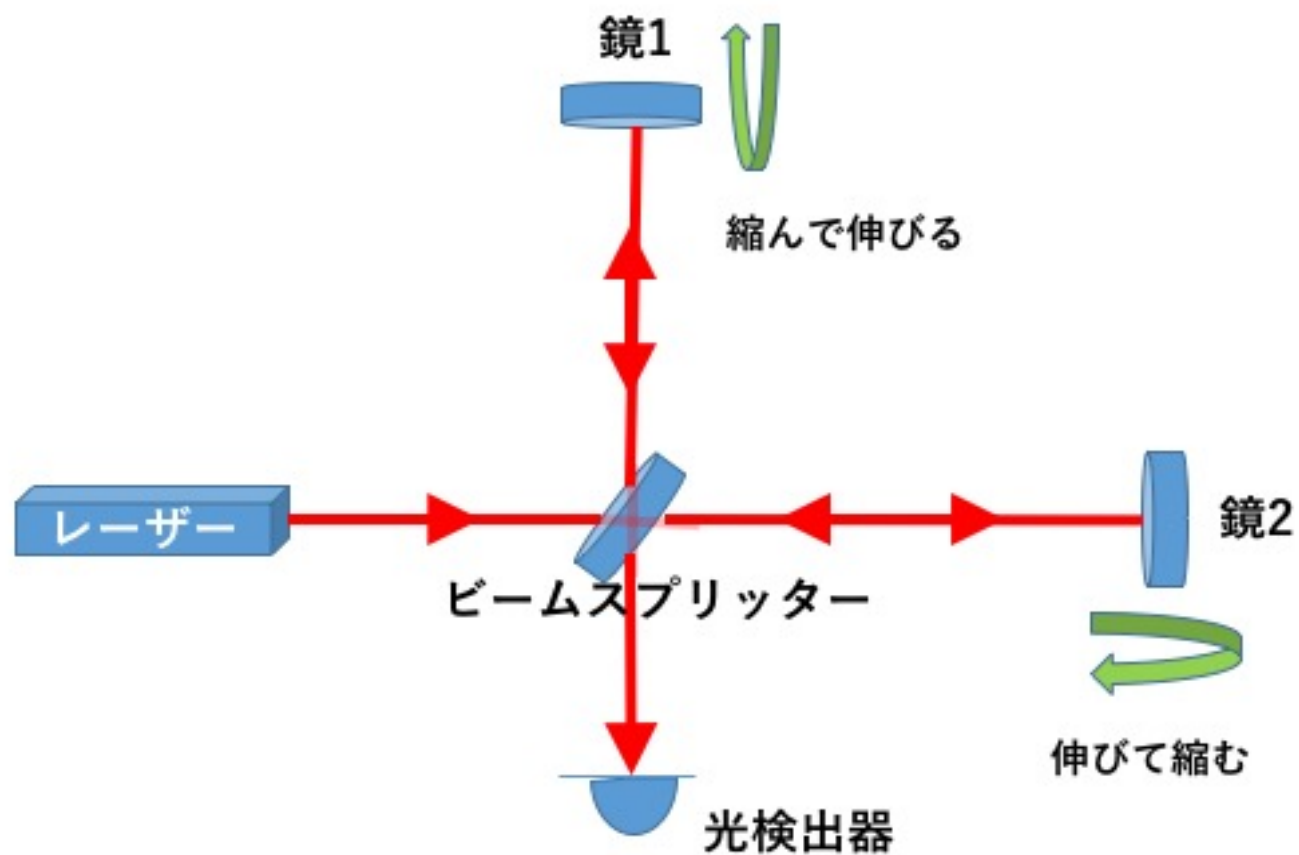 鏡1
縮んで伸びる
レーザー
鏡2
ビームスプリッター
伸びて縮む
光検出器